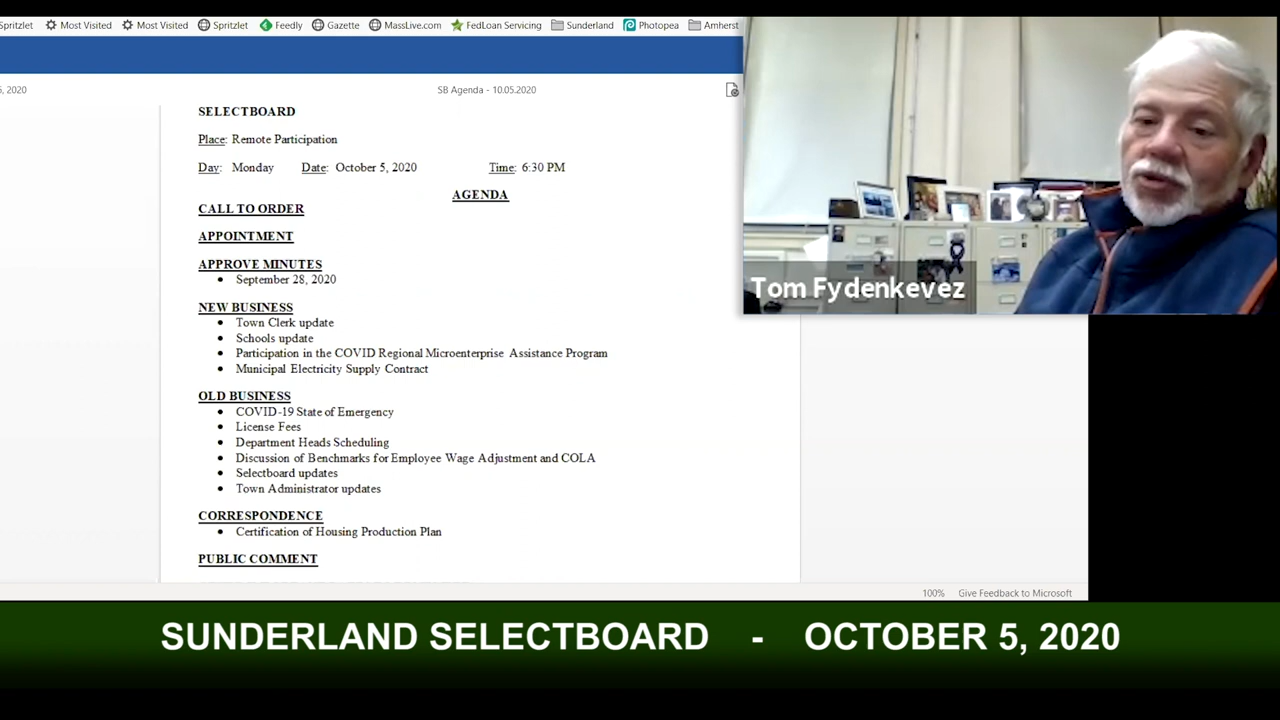 Spritzlet Most Visited Most Visited Spritzlet Feedly Gazette MassLive.com FedLoan Servicing Sunderland Photopea Amherst
5, 2020 SB Agenda - 10.05.2020
SELECTBOARD
Place: Remote Participation
Day: Monday Date: October 5, 2020 Time: 6:30 PM
AGENDA
CALL TO ORDER
APPOINTMENT
APPROVE MINUTES
• September 28, 2020
NEW BUSINESS
• Town Clerk update
• Schools update
• Participation in the COVID Regional Microenterprise Assistance Program
• Municipal Electricity Supply Contract
OLD BUSINESS
• COVID-19 State of Emergency
• License Fees
• Department Heads Scheduling
• Discussion of Benchmarks for Employee Wage Adjustment and COLA
• Selectboard updates
• Town Administrator updates
CORRESPONDENCE
• Certification of Housing Production Plan
PUBLIC COMMENT
100% Give Feedback to Microsoft
Tom Fydenkevez
SUNDERLAND SELECTBOARD - OCTOBER 5, 2020